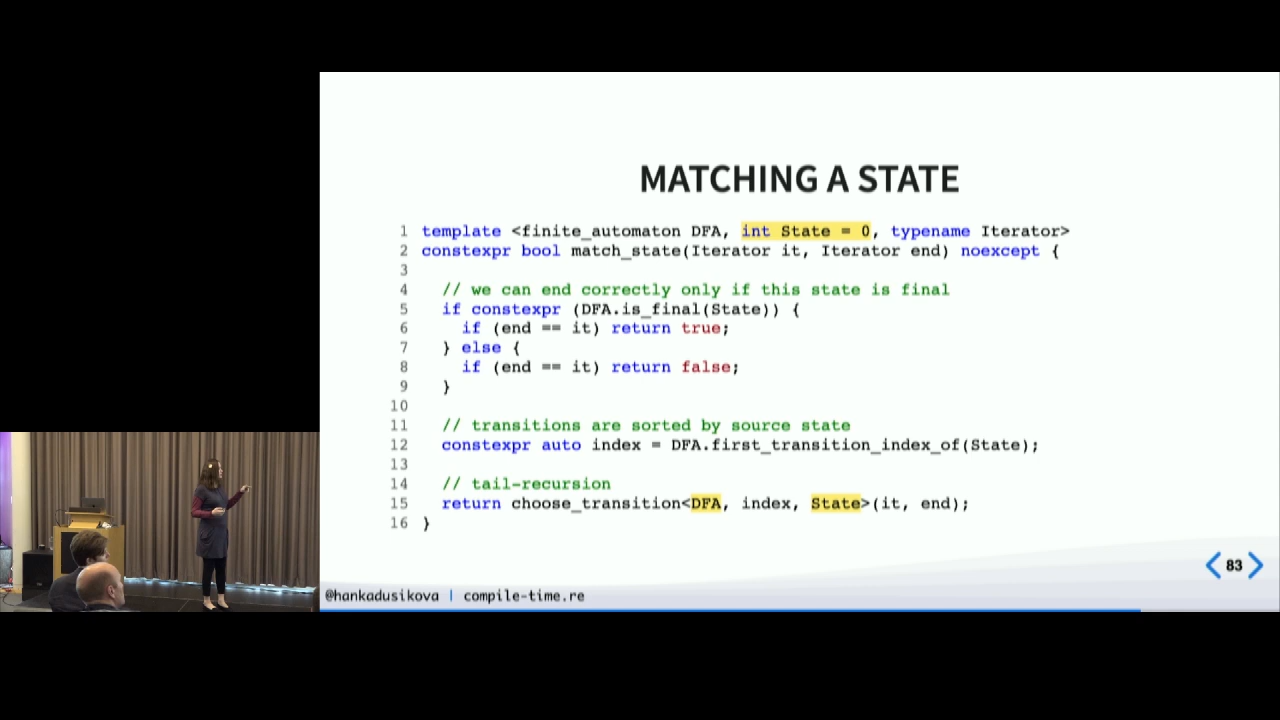 MATCHING A STATE
1 template <finite_automaton DFA, int State = 0, typename Iterator>
2 constexpr bool match_state(Iterator it, Iterator end) noexcept {
3
4 // we can end correctly only if this state is final
5 if constexpr (DFA.is_final(State)) {
6 if (end == it) return true;
7 } else {
8 if (end == it) return false;
9 }
10
11 // transitions are sorted by source state
12 constexpr auto index = DFA.first_transition_index_of(State);
13
14 // tail-recursion
15 return choose_transition<DFA, index, State>(it, end);
16 }
83
@hankadusikova | compile-time.re